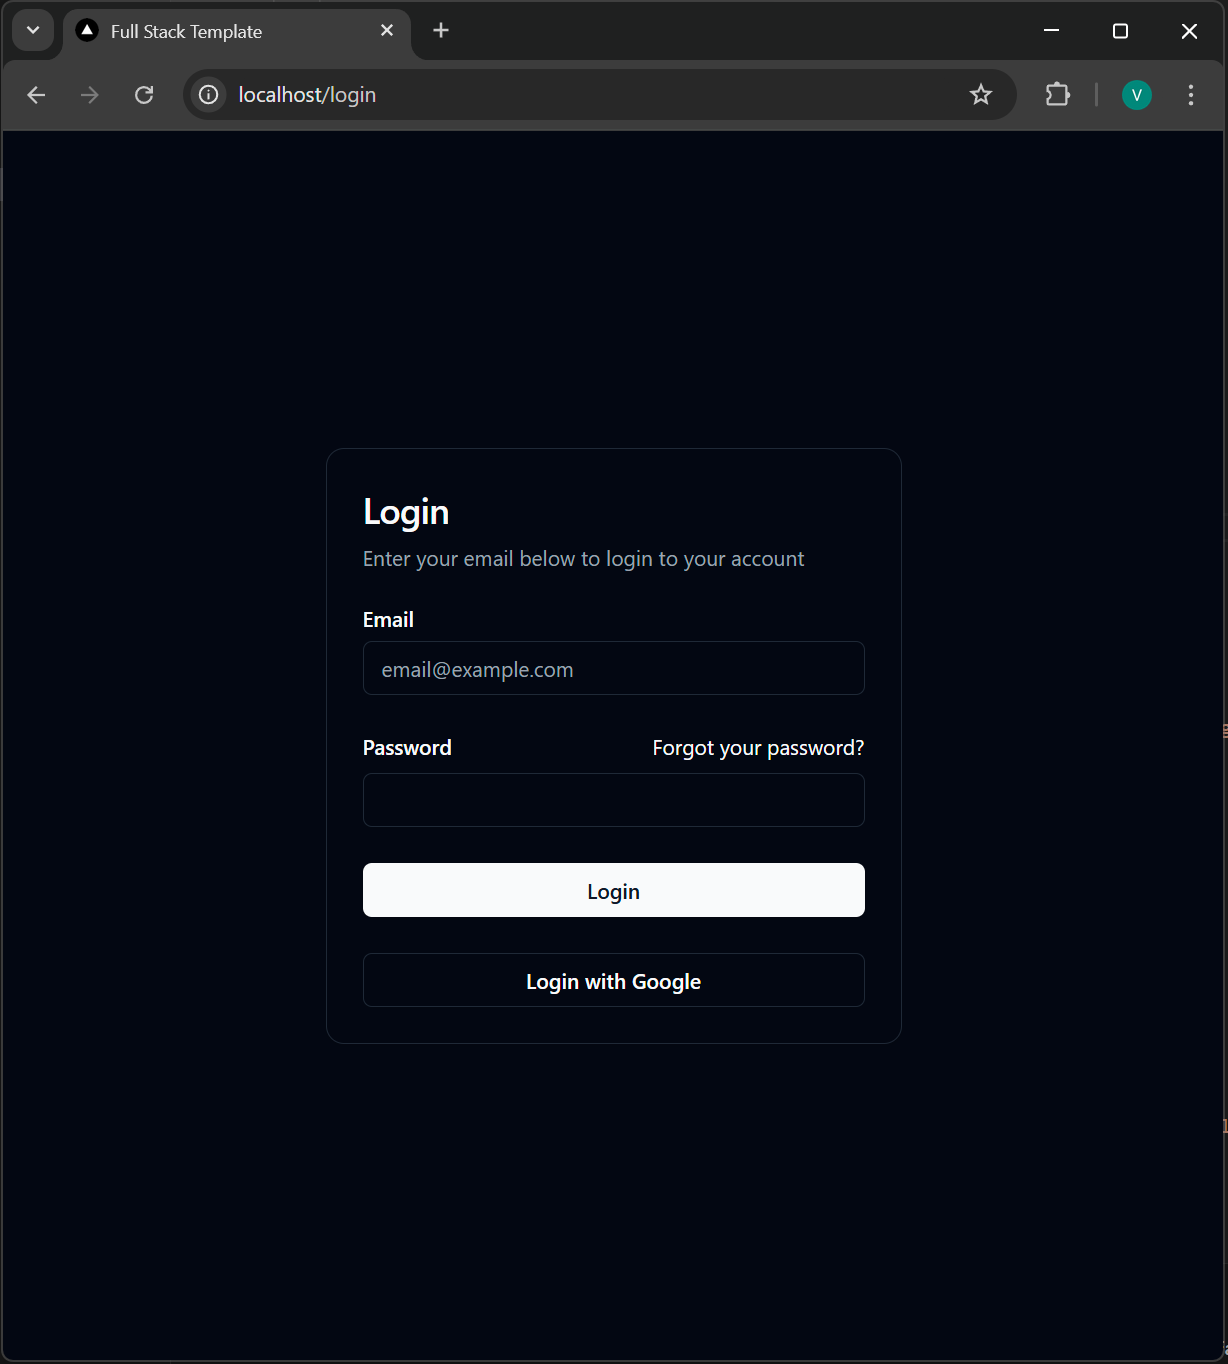 Full Stack Template
localhost/login
V
Login
Enter your email below to login to your account
Email
email@example.com
Password
Forgot your password?
Login
Login with Google